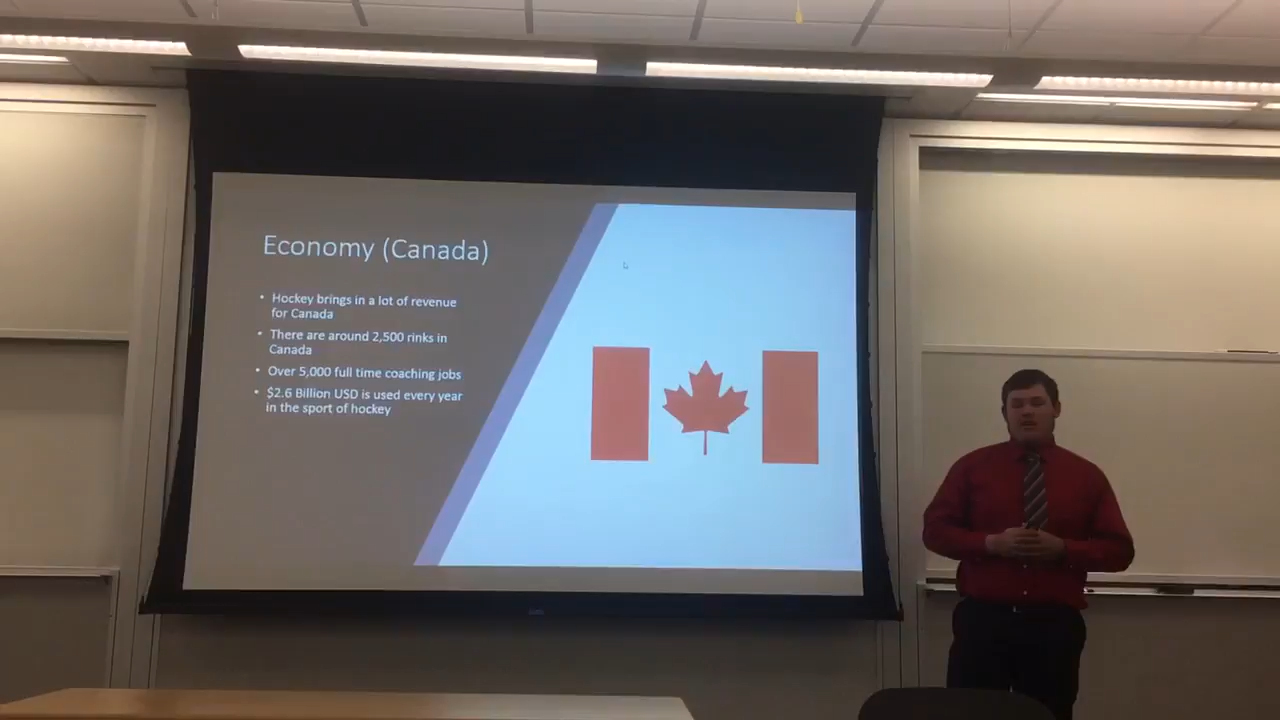 Economy (Canada)
• Hockey brings in a lot of revenue
for Canada
• There are around 2,500 rinks in
Canada
• Over 5,000 full time coaching jobs
• $2.6 Billion USD is used every year
in the sport of hockey